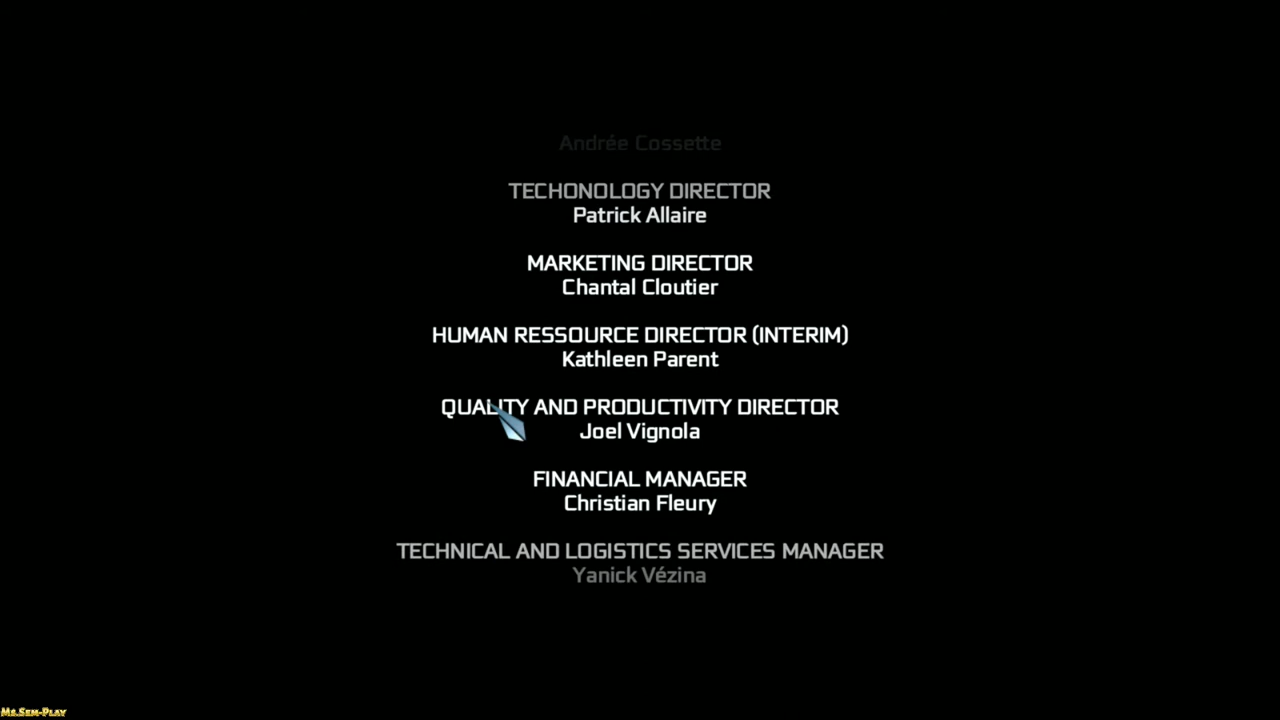 Andrée Cossette
TECHONOLOGY DIRECTOR
Patrick Allaire
MARKETING DIRECTOR
Chantal Cloutier
HUMAN RESSOURCE DIRECTOR (INTERIM)
Kathleen Parent
QUALITY AND PRODUCTIVITY DIRECTOR
Joel Vignola
FINANCIAL MANAGER
Christian Fleury
TECHNICAL AND LOGISTICS SERVICES MANAGER
Yanick Vézina
Ms.Sem-Play